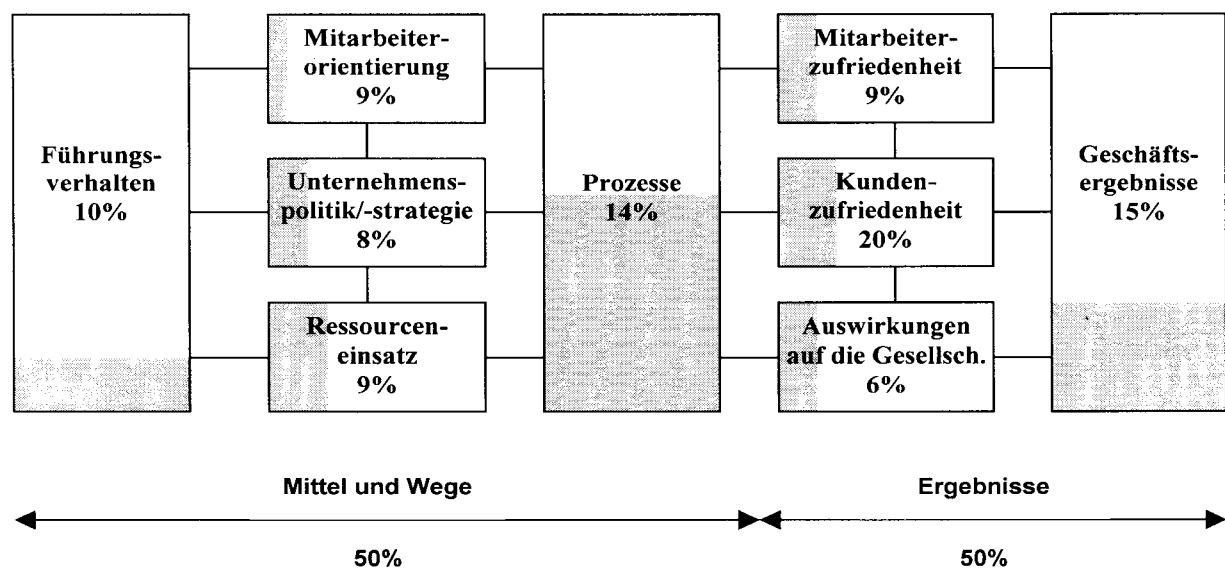 Führungs-
verhalten
10%
Mitarbeiter-
orientierung
9%
Unternehmens-
politik/-strategie
8%
Ressourcen-
einsatz
9%
Prozesse
14%
Mitarbeiter-
zufriedenheit
9%
Kunden-
zufriedenheit
20%
Auswirkungen
auf die Gesellsch.
6%
Geschäfts-
ergebnisse
15%
Mittel und Wege
50%
Ergebnisse
50%